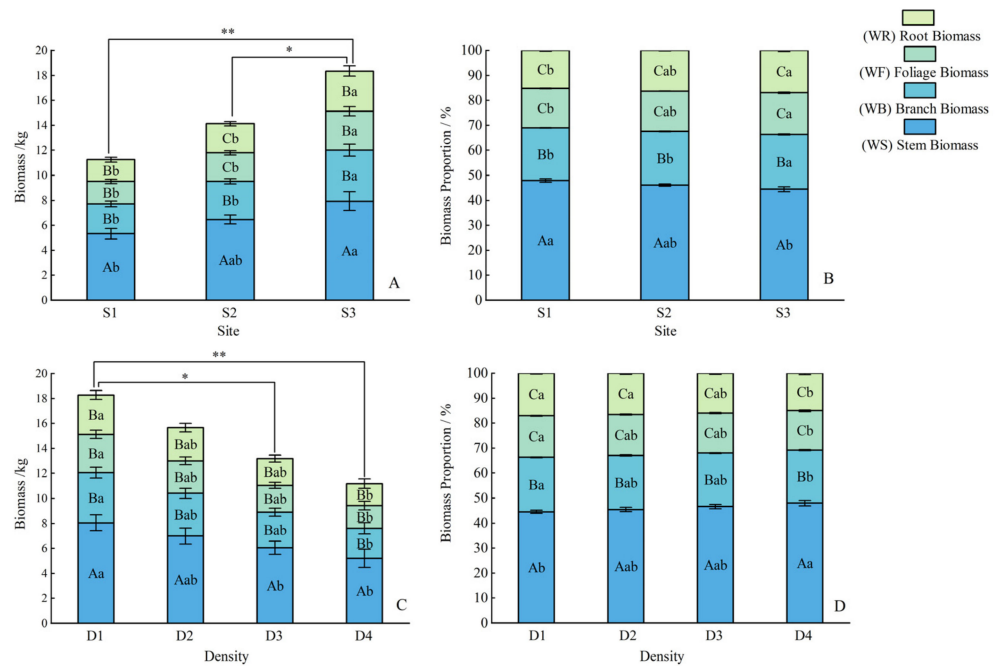 **
*
20
18
16
14
12
10
8
6
4
2
0
Biomass /kg
Bb
Bb
Bb
Ab
Cb
Cb
Bb
Aab
Ba
Ba
Ba
Aa
A
S1 S2 S3
Site
100
90
80
70
60
50
40
30
20
10
0
Biomass Proportion / %
Cb
Cb
Bb
Aa
Cab
Cab
Bb
Aab
Ca
Ca
Ba
Ab
B
S1 S2 S3
Site
(WR) Root Biomass
(WF) Foliage Biomass
(WB) Branch Biomass
(WS) Stem Biomass
**
*
20
18
16
14
12
10
8
6
4
2
0
Biomass /kg
Ba
Ba
Ba
Aa
Bab
Bab
Bab
Aab
Bab
Bab
Bab
Ab
Bb
Bb
Bb
Ab
C
D1 D2 D3 D4
Density
100
90
80
70
60
50
40
30
20
10
0
Biomass Proportion / %
Ca
Ca
Ba
Ab
Cab
Cab
Bab
Aab
Cab
Cab
Bab
Aab
Cb
Cb
Bb
Aa
D
D1 D2 D3 D4
Density